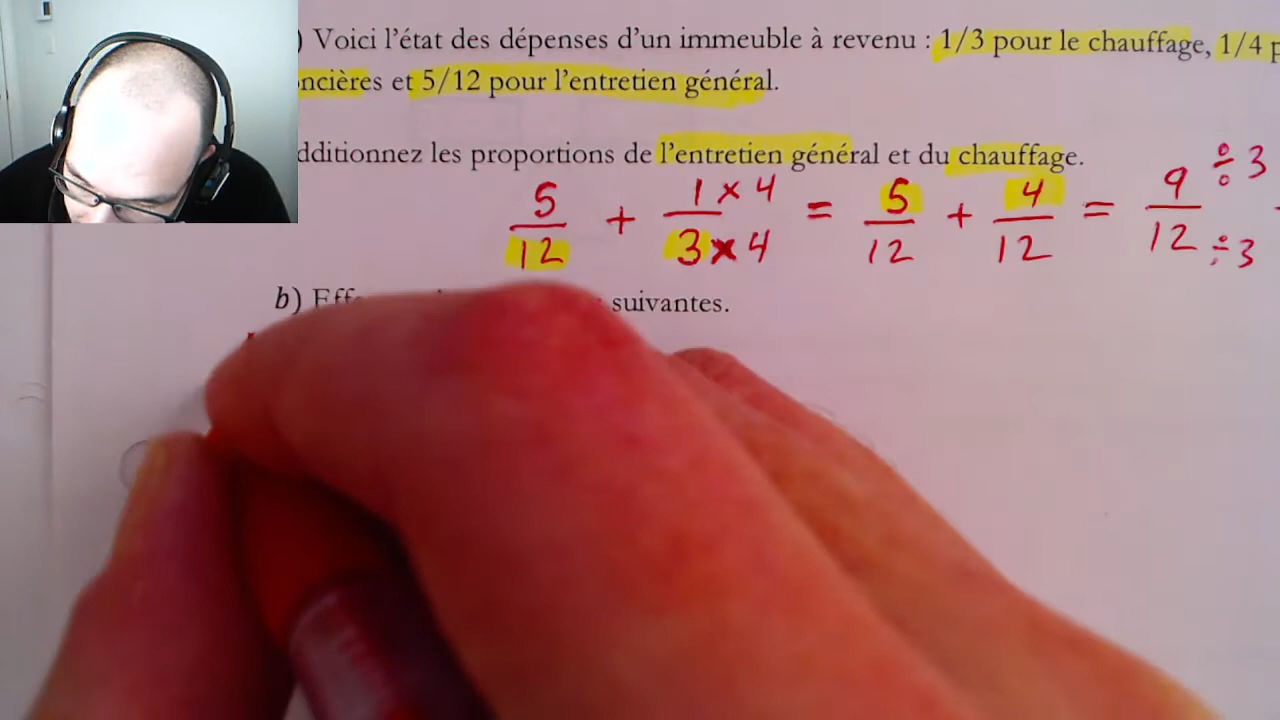 ) Voici l'état des dépenses d'un immeuble à revenu : 1/3 pour le chauffage, 1/4 p
ncières et 5/12 pour l'entretien général.
dditionnez les proportions de l'entretien général et du chauffage.
5/12 + 1 x 4/3 x 4 = 5/12 + 4/12 = 9 ÷ 3/12 ÷ 3
b) Eff suivantes.